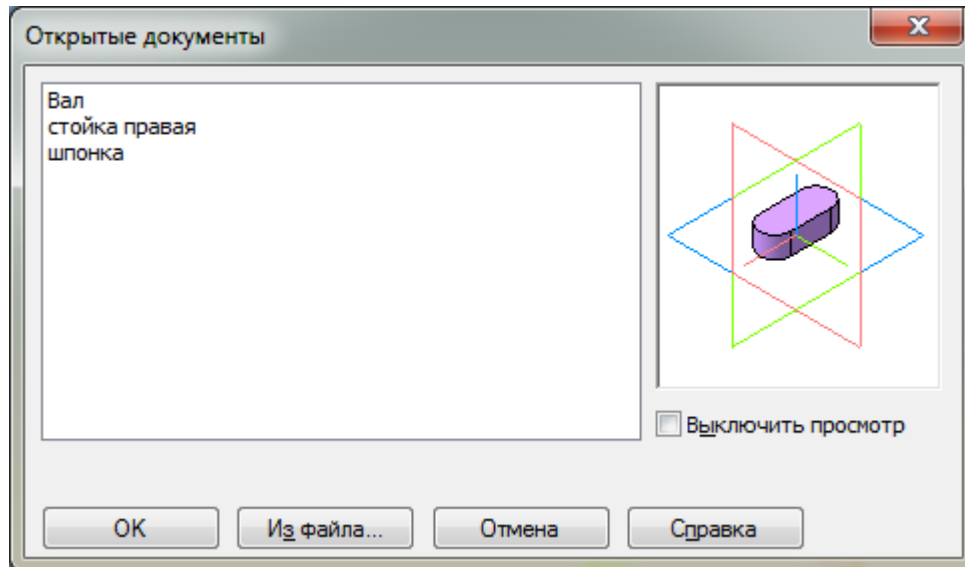 Открытые документы
Вал
стойка правая
шпонка
Выключить просмотр
OK
Из файла...
Отмена
Справка